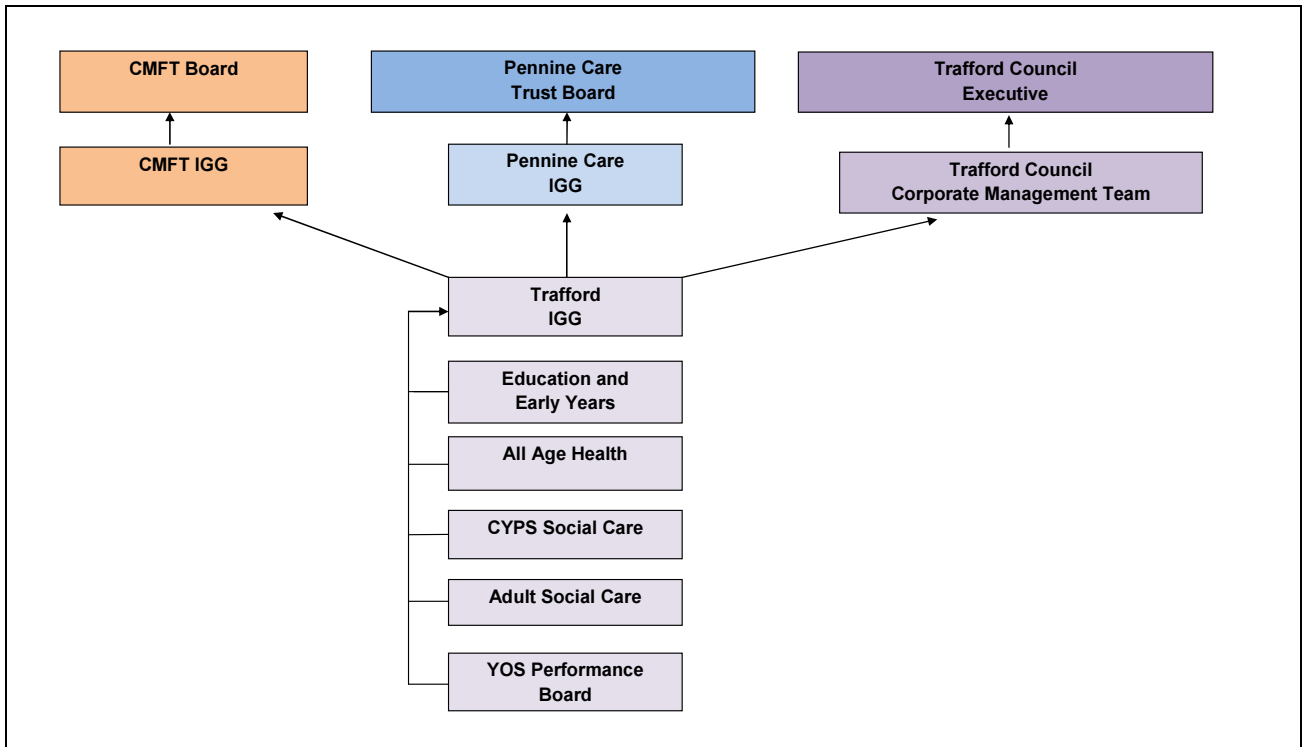 CMFT Board
Pennine Care
Trust Board
Trafford Council
Executive
CMFT IGG
Pennine Care
IGG
Trafford Council
Corporate Management Team
Trafford
IGG
Education and
Early Years
All Age Health
CYPS Social Care
Adult Social Care
YOS Performance
Board